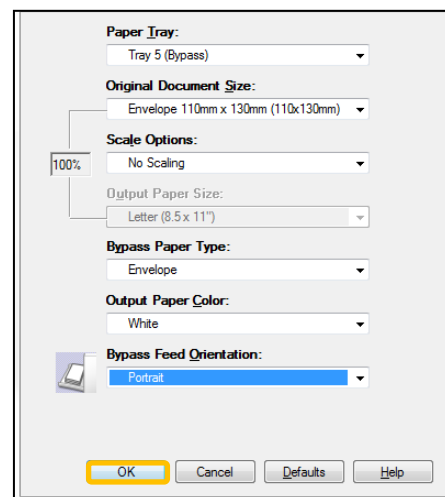 Paper Tray:
Tray 5 (Bypass)
Original Document Size:
Envelope 110mm x 130mm (110x130mm)
Scale Options:
100%
No Scaling
Output Paper Size:
Letter (8.5 x 11")
Bypass Paper Type:
Envelope
Output Paper Color:
White
Bypass Feed Orientation:
Portrait
OK Cancel Defaults Help